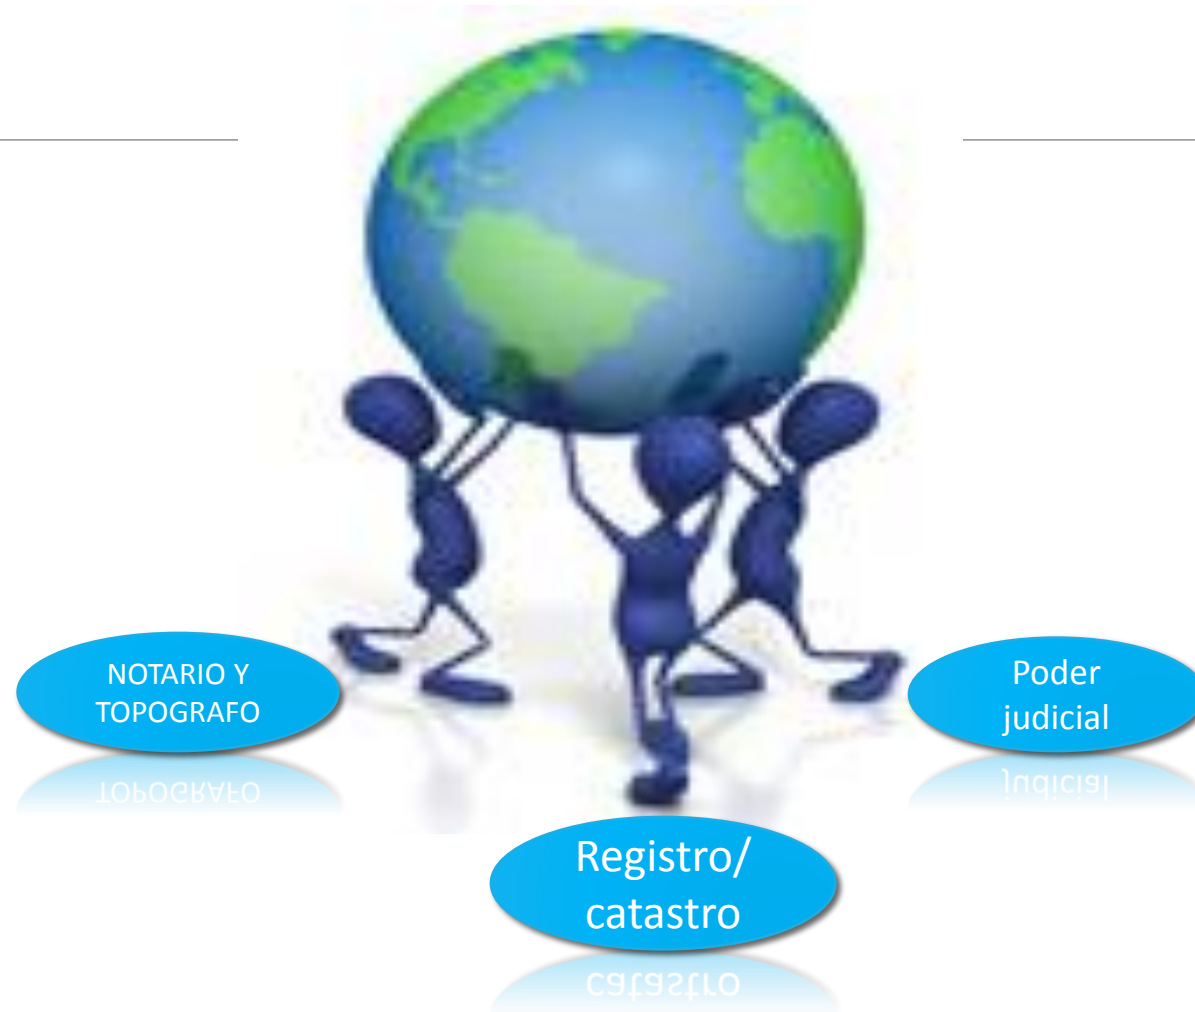 NOTARIO Y
TOPOGRAFO
Poder
judicial
Registro/
catastro